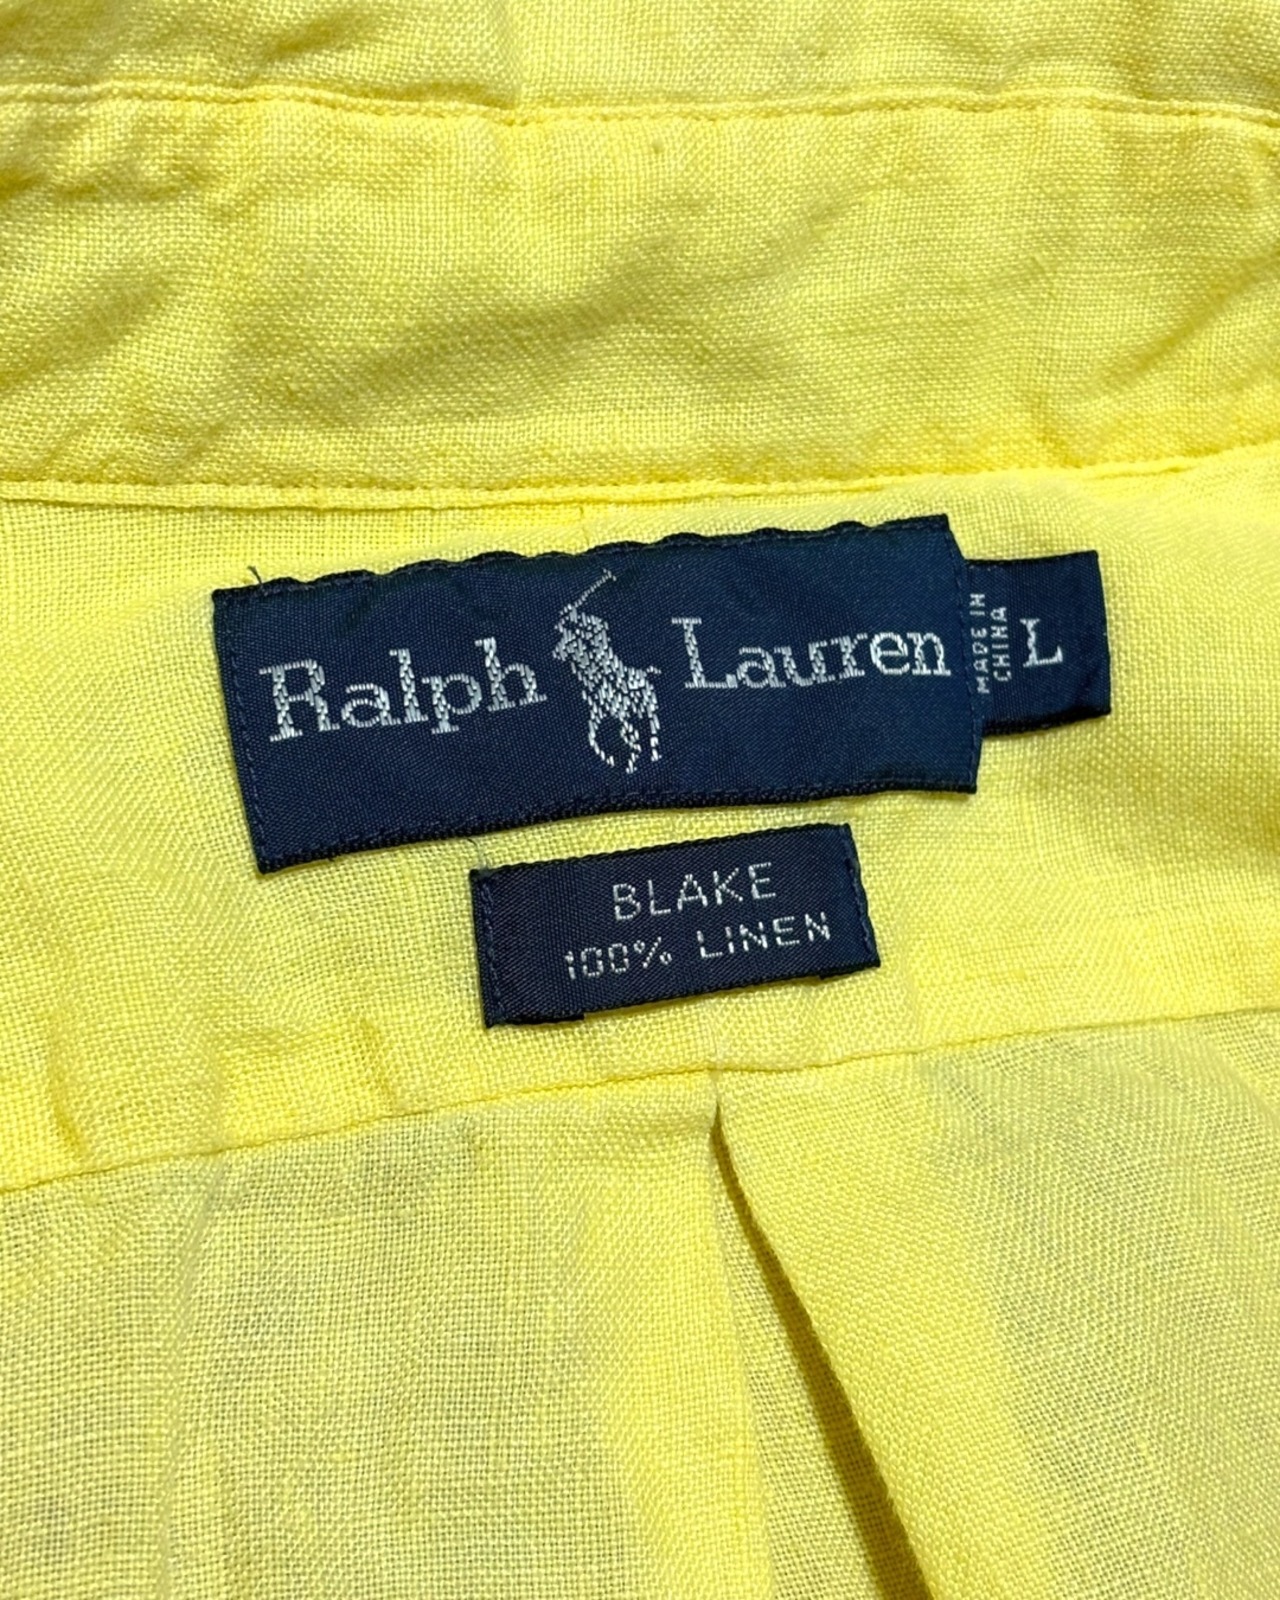 Ralph Lauren
MADE IN
CHINA
L
BLAKE
100% LINEN